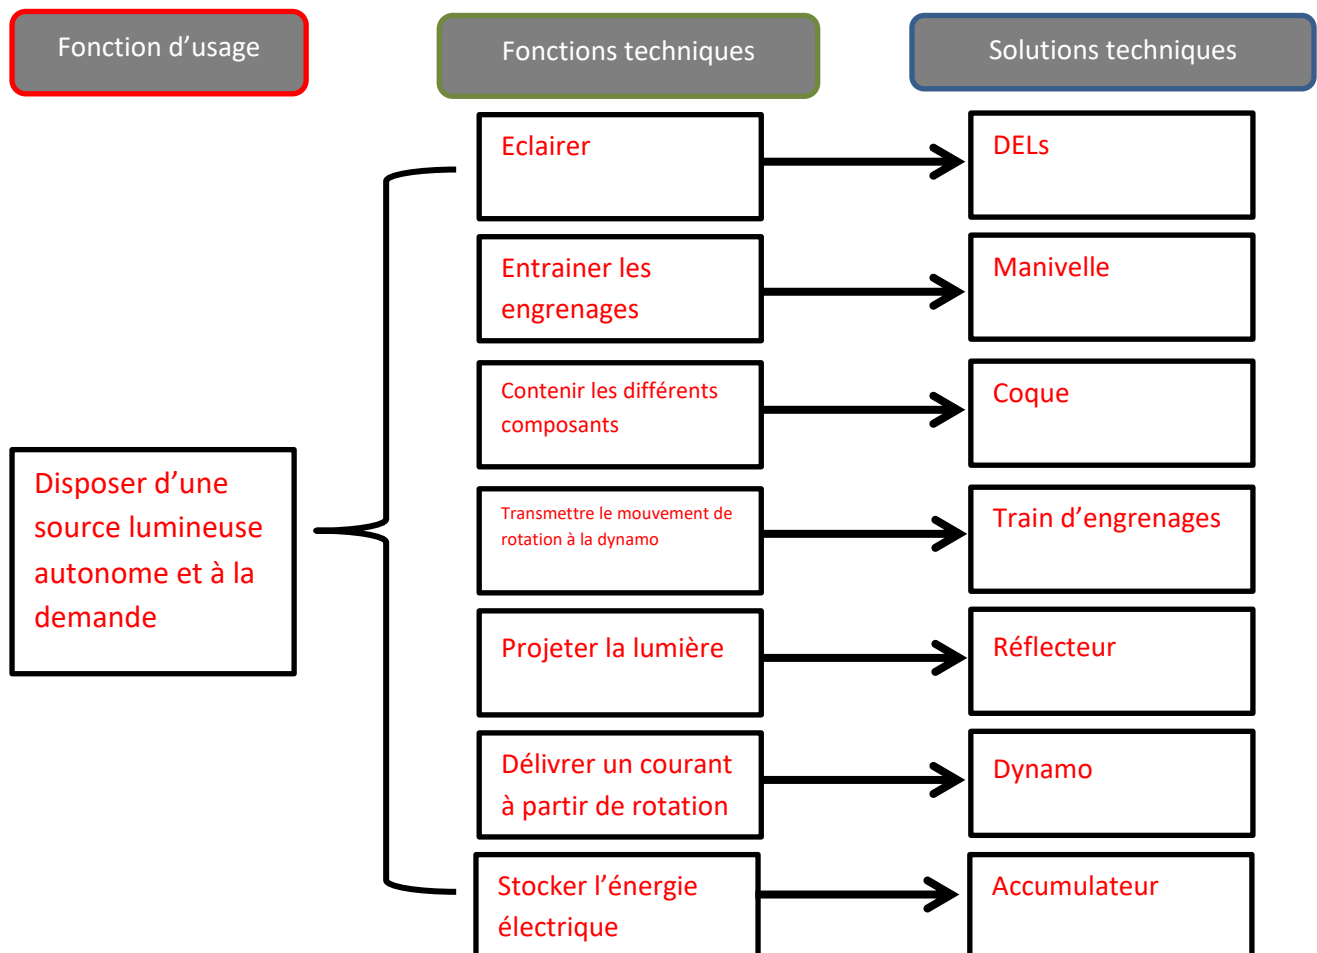 Fonction d’usage
Fonctions techniques
Solutions techniques
Eclairer
DELs
Entrainer les
engrenages
Manivelle
Contenir les différents
composants
Coque
Disposer d’une
source lumineuse
autonome et à la
demande
Transmettre le mouvement de
rotation à la dynamo
Train d’engrenages
Projeter la lumière
Réflecteur
Délivrer un courant
à partir de rotation
Dynamo
Stocker l’énergie
électrique
Accumulateur